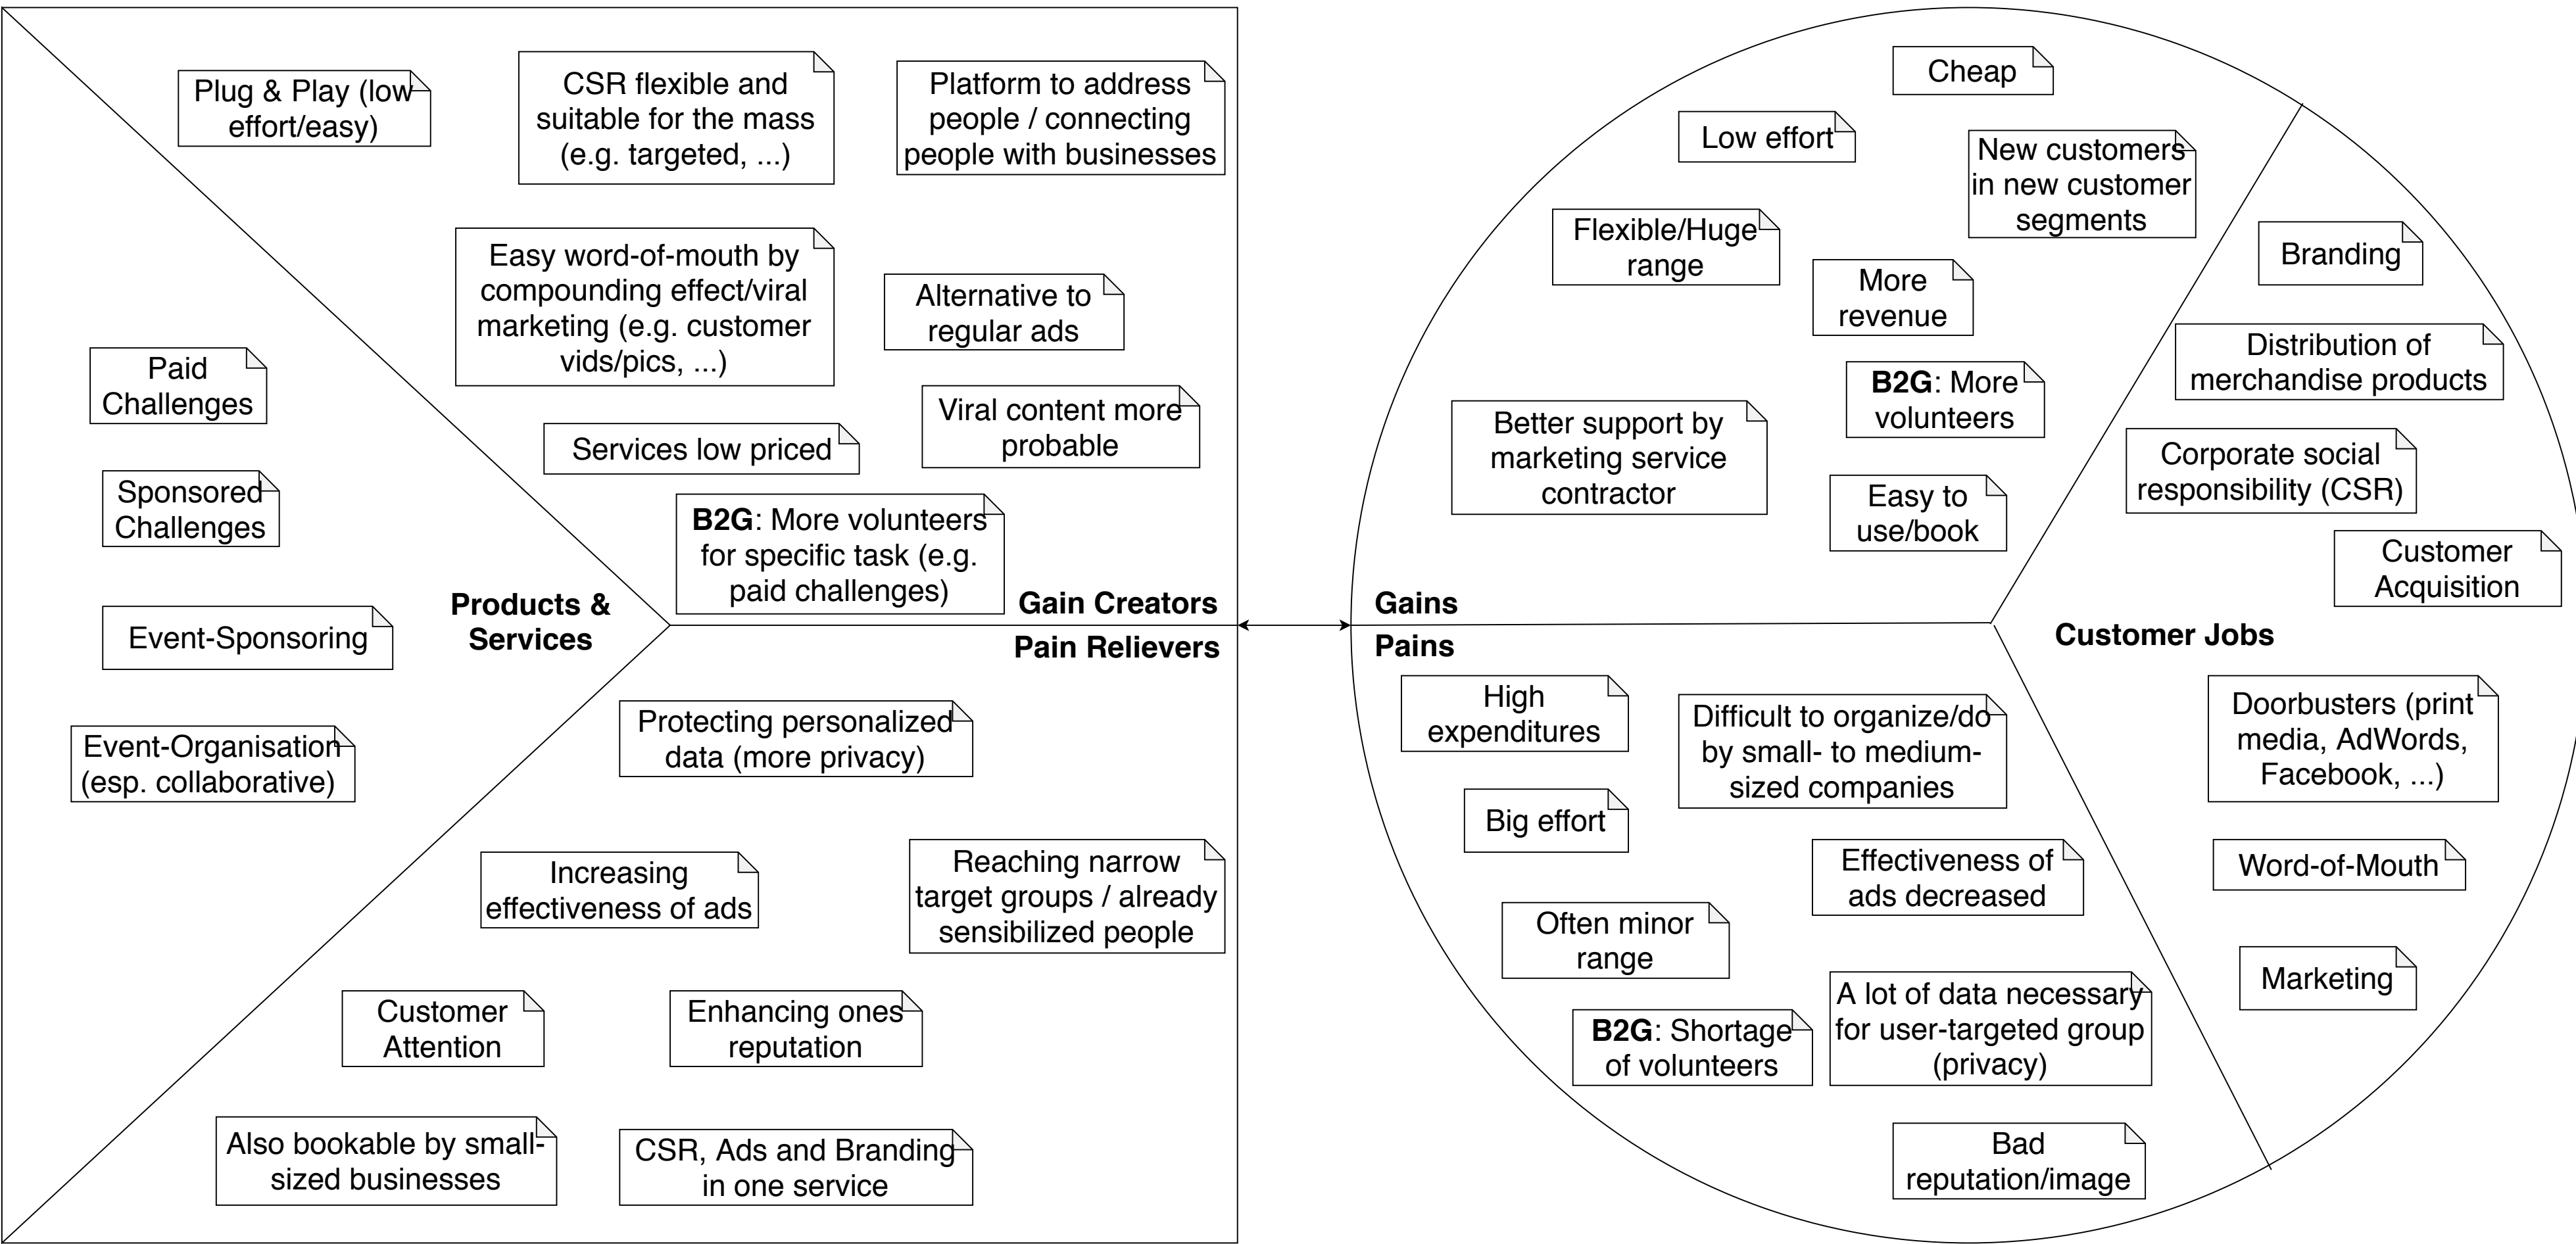 Plug & Play (low
effort/easy)
CSR flexible and
suitable for the mass
(e.g. targeted, ...)
Platform to address
people / connecting
people with businesses
Easy word-of-mouth by
compounding effect/viral
marketing (e.g. customer
vids/pics, ...)
Alternative to
regular ads
Viral content more
probable
Services low priced
B2G: More volunteers
for specific task (e.g.
paid challenges)
Gain Creators
Paid
Challenges
Sponsored
Challenges
Event-Sponsoring
Event-Organisation
(esp. collaborative)
Products &
Services
Pain Relievers
Protecting personalized
data (more privacy)
Increasing
effectiveness of ads
Reaching narrow
target groups / already
sensibilized people
Customer
Attention
Enhancing ones
reputation
Also bookable by small-
sized businesses
CSR, Ads and Branding
in one service
Cheap
Low effort
New customers
in new customer
segments
Flexible/Huge
range
More
revenue
B2G: More
volunteers
Better support by
marketing service
contractor
Easy to
use/book
Gains
Pains
High
expenditures
Difficult to organize/do
by small- to medium-
sized companies
Big effort
Effectiveness of
ads decreased
Often minor
range
A lot of data necessary
for user-targeted group
(privacy)
B2G: Shortage
of volunteers
Bad
reputation/image
Branding
Distribution of
merchandise products
Corporate social
responsibility (CSR)
Customer
Acquisition
Customer Jobs
Doorbusters (print
media, AdWords,
Facebook, ...)
Word-of-Mouth
Marketing